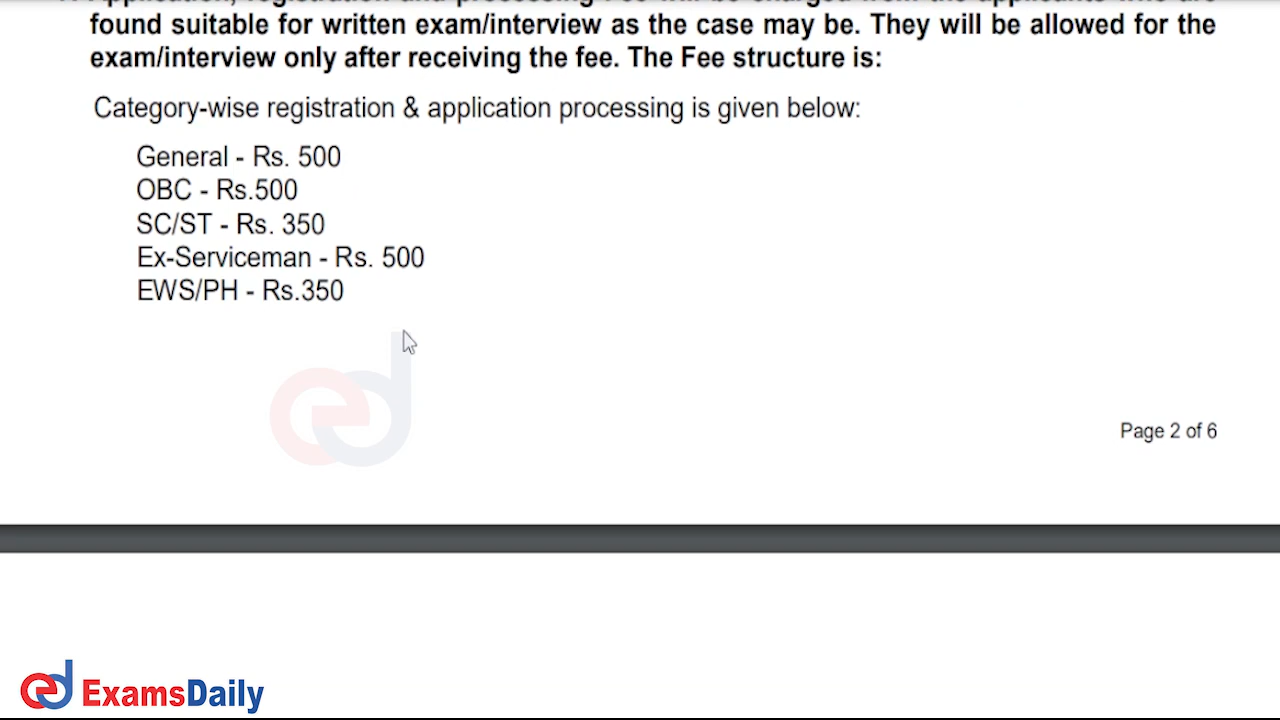 found suitable for written exam/interview as the case may be. They will be allowed for the
exam/interview only after receiving the fee. The Fee structure is:
Category-wise registration & application processing is given below:
General - Rs. 500
OBC - Rs.500
SC/ST - Rs. 350
Ex-Serviceman - Rs. 500
EWS/PH - Rs.350
Page 2 of 6
ExamsDaily